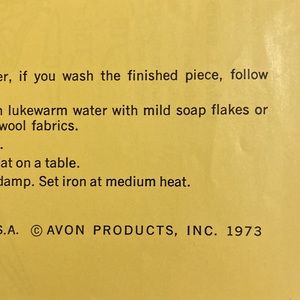 er, if you wash the finished piece, follow
n lukewarm water with mild soap flakes or
wool fabrics.
.
at on a table.
damp. Set iron at medium heat.
S.A. © AVON PRODUCTS, INC. 1973